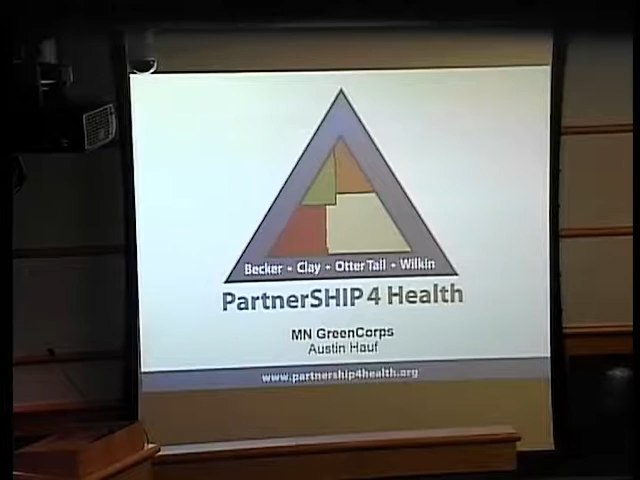 Becker • Clay • Otter Tail • Wilkin
PartnerSHIP 4 Health
MN GreenCorps
Austin Hauf
www.partnership4health.org